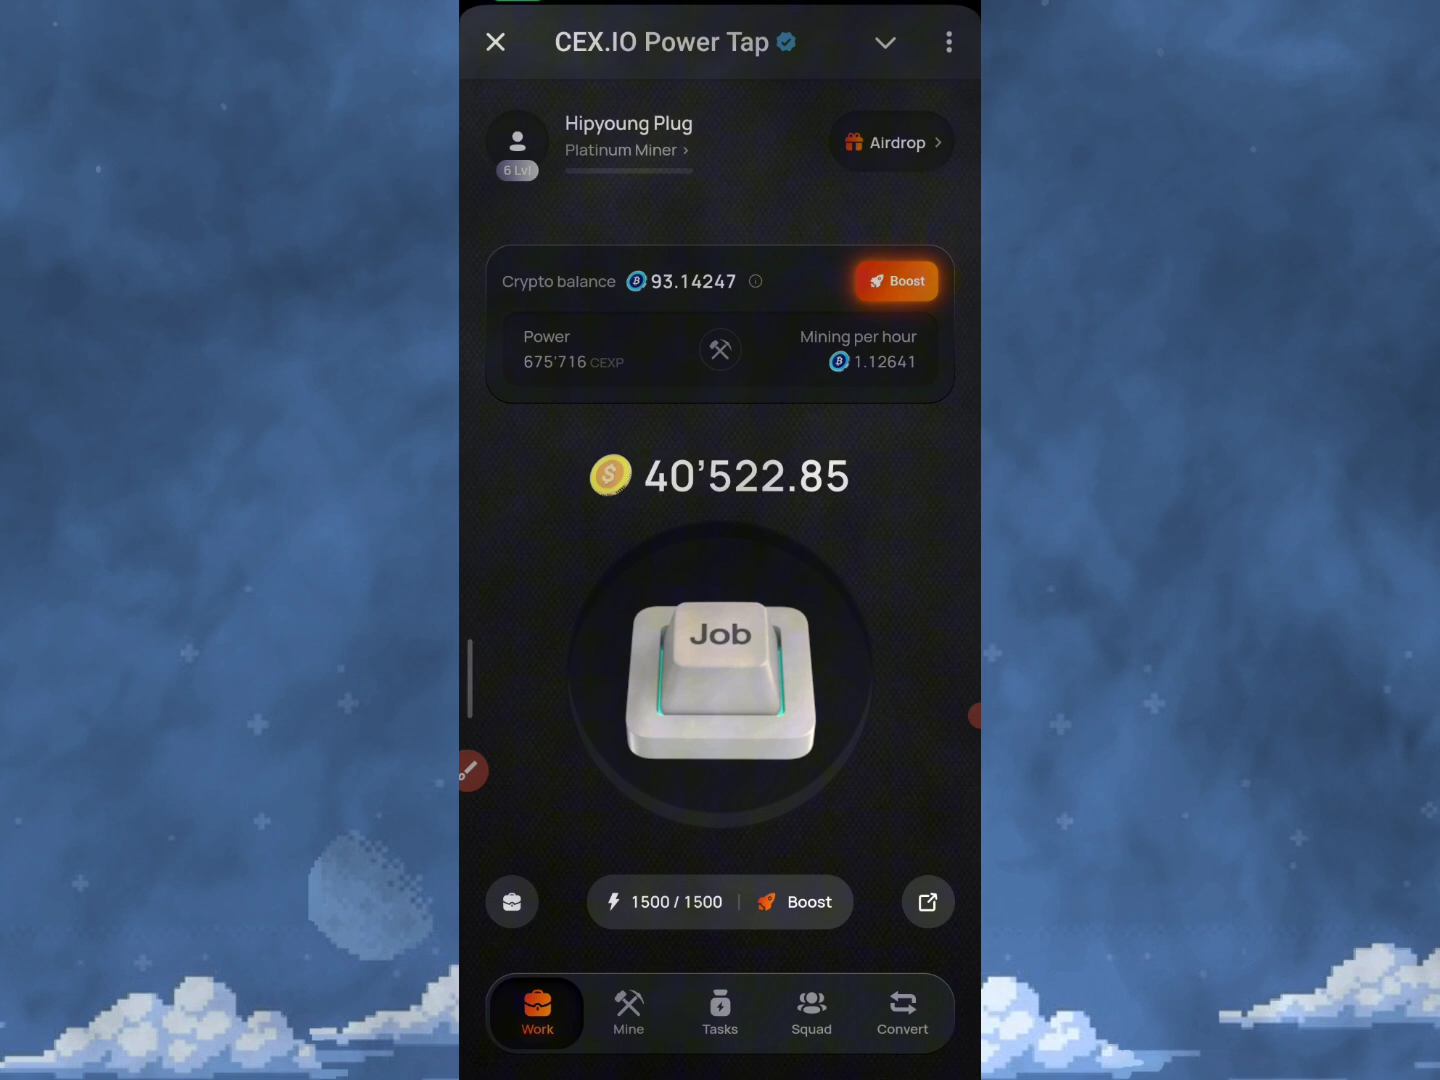 CEX.IO Power Tap
Hipyoung Plug
Platinum Miner >
6 Lvl
Airdrop >
Crypto balance 93.14247
Boost
Power
675'716 CEXP
Mining per hour
1.12641
40'522.85
Job
1500 / 1500 | Boost
Work
Mine
Tasks
Squad
Convert